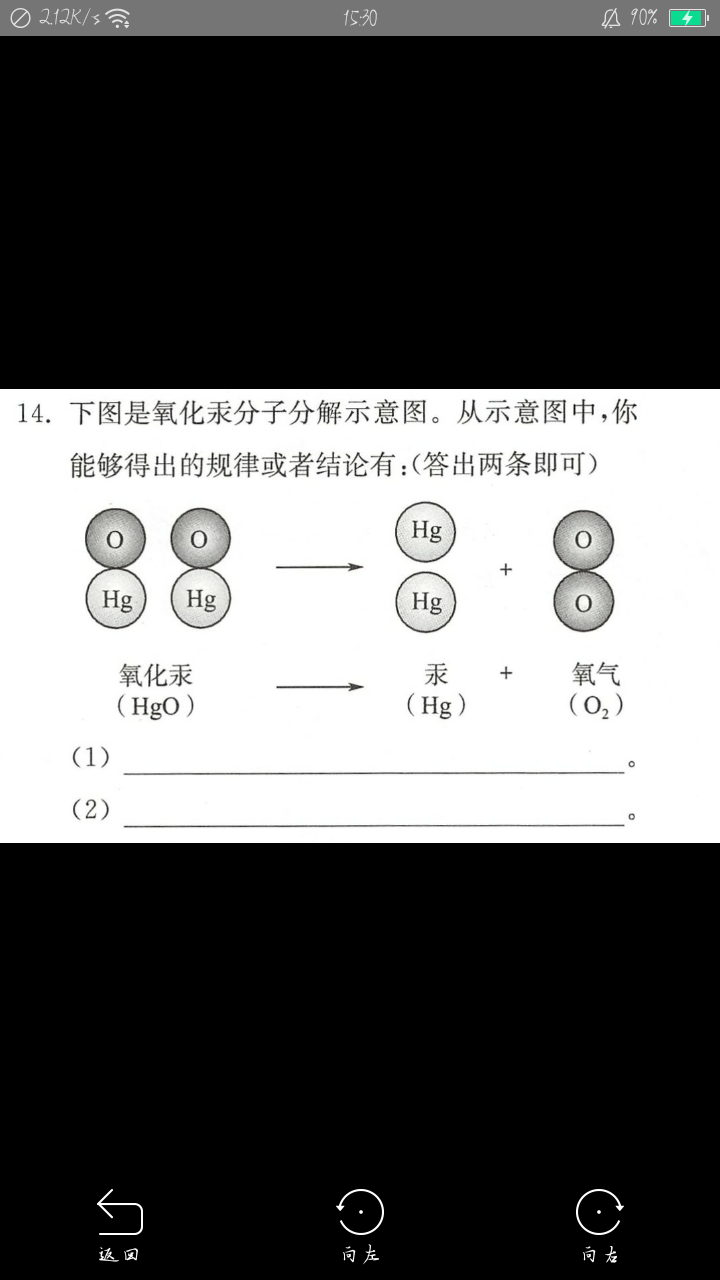 2.12K/s 15:30 90%
14. 下图是氧化汞分子分解示意图。从示意图中,你
能够得出的规律或者结论有:(答出两条即可)
O O Hg O
Hg Hg Hg + O
氧化汞 汞 + 氧气
(HgO) (Hg) (O₂)
(1) 。
(2) 。
返回 向左 向右